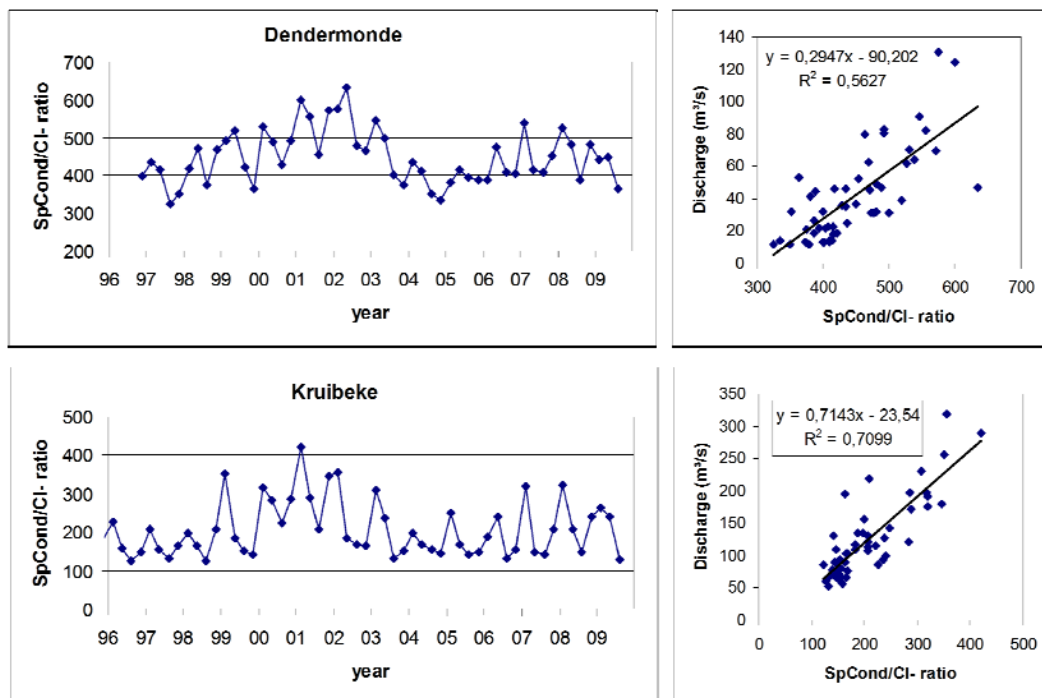 Dendermonde
SpCond/Cl- ratio
700
600
500
400
300
200
96 97 98 99 00 01 02 03 04 05 06 07 08 09
year
y = 0,2947x - 90,202
R² = 0,5627
Discharge (m³/s)
140
120
100
80
60
40
20
0
300 400 500 600 700
SpCond/Cl- ratio
Kruibeke
SpCond/Cl- ratio
500
400
300
200
100
0
96 97 98 99 00 01 02 03 04 05 06 07 08 09
year
y = 0,7143x - 23,54
R² = 0,7099
Discharge (m³/s)
350
300
250
200
150
100
50
0
0 100 200 300 400 500
SpCond/Cl- ratio